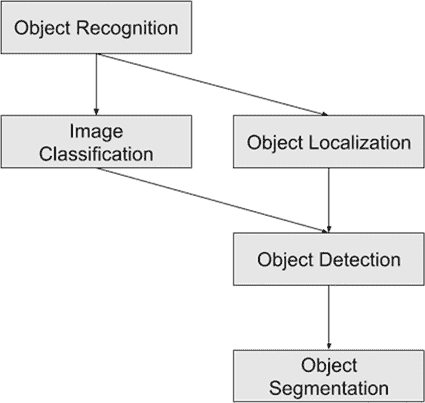 Object Recognition
Image
Classification
Object Localization
Object Detection
Object
Segmentation